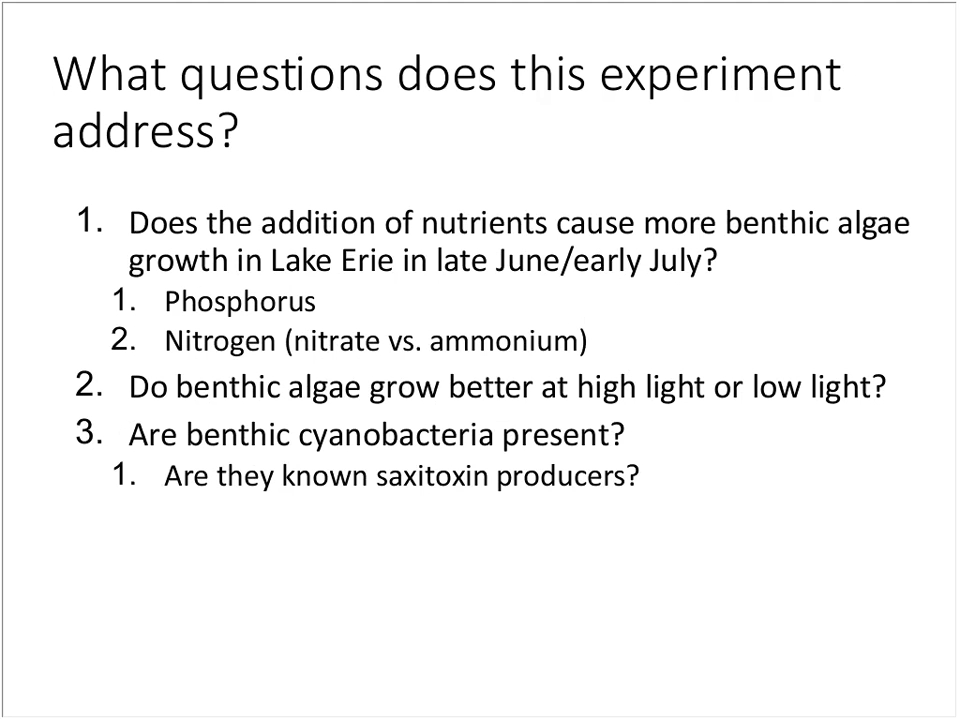 What questions does this experiment
address?
1. Does the addition of nutrients cause more benthic algae
growth in Lake Erie in late June/early July?
1. Phosphorus
2. Nitrogen (nitrate vs. ammonium)
2. Do benthic algae grow better at high light or low light?
3. Are benthic cyanobacteria present?
1. Are they known saxitoxin producers?